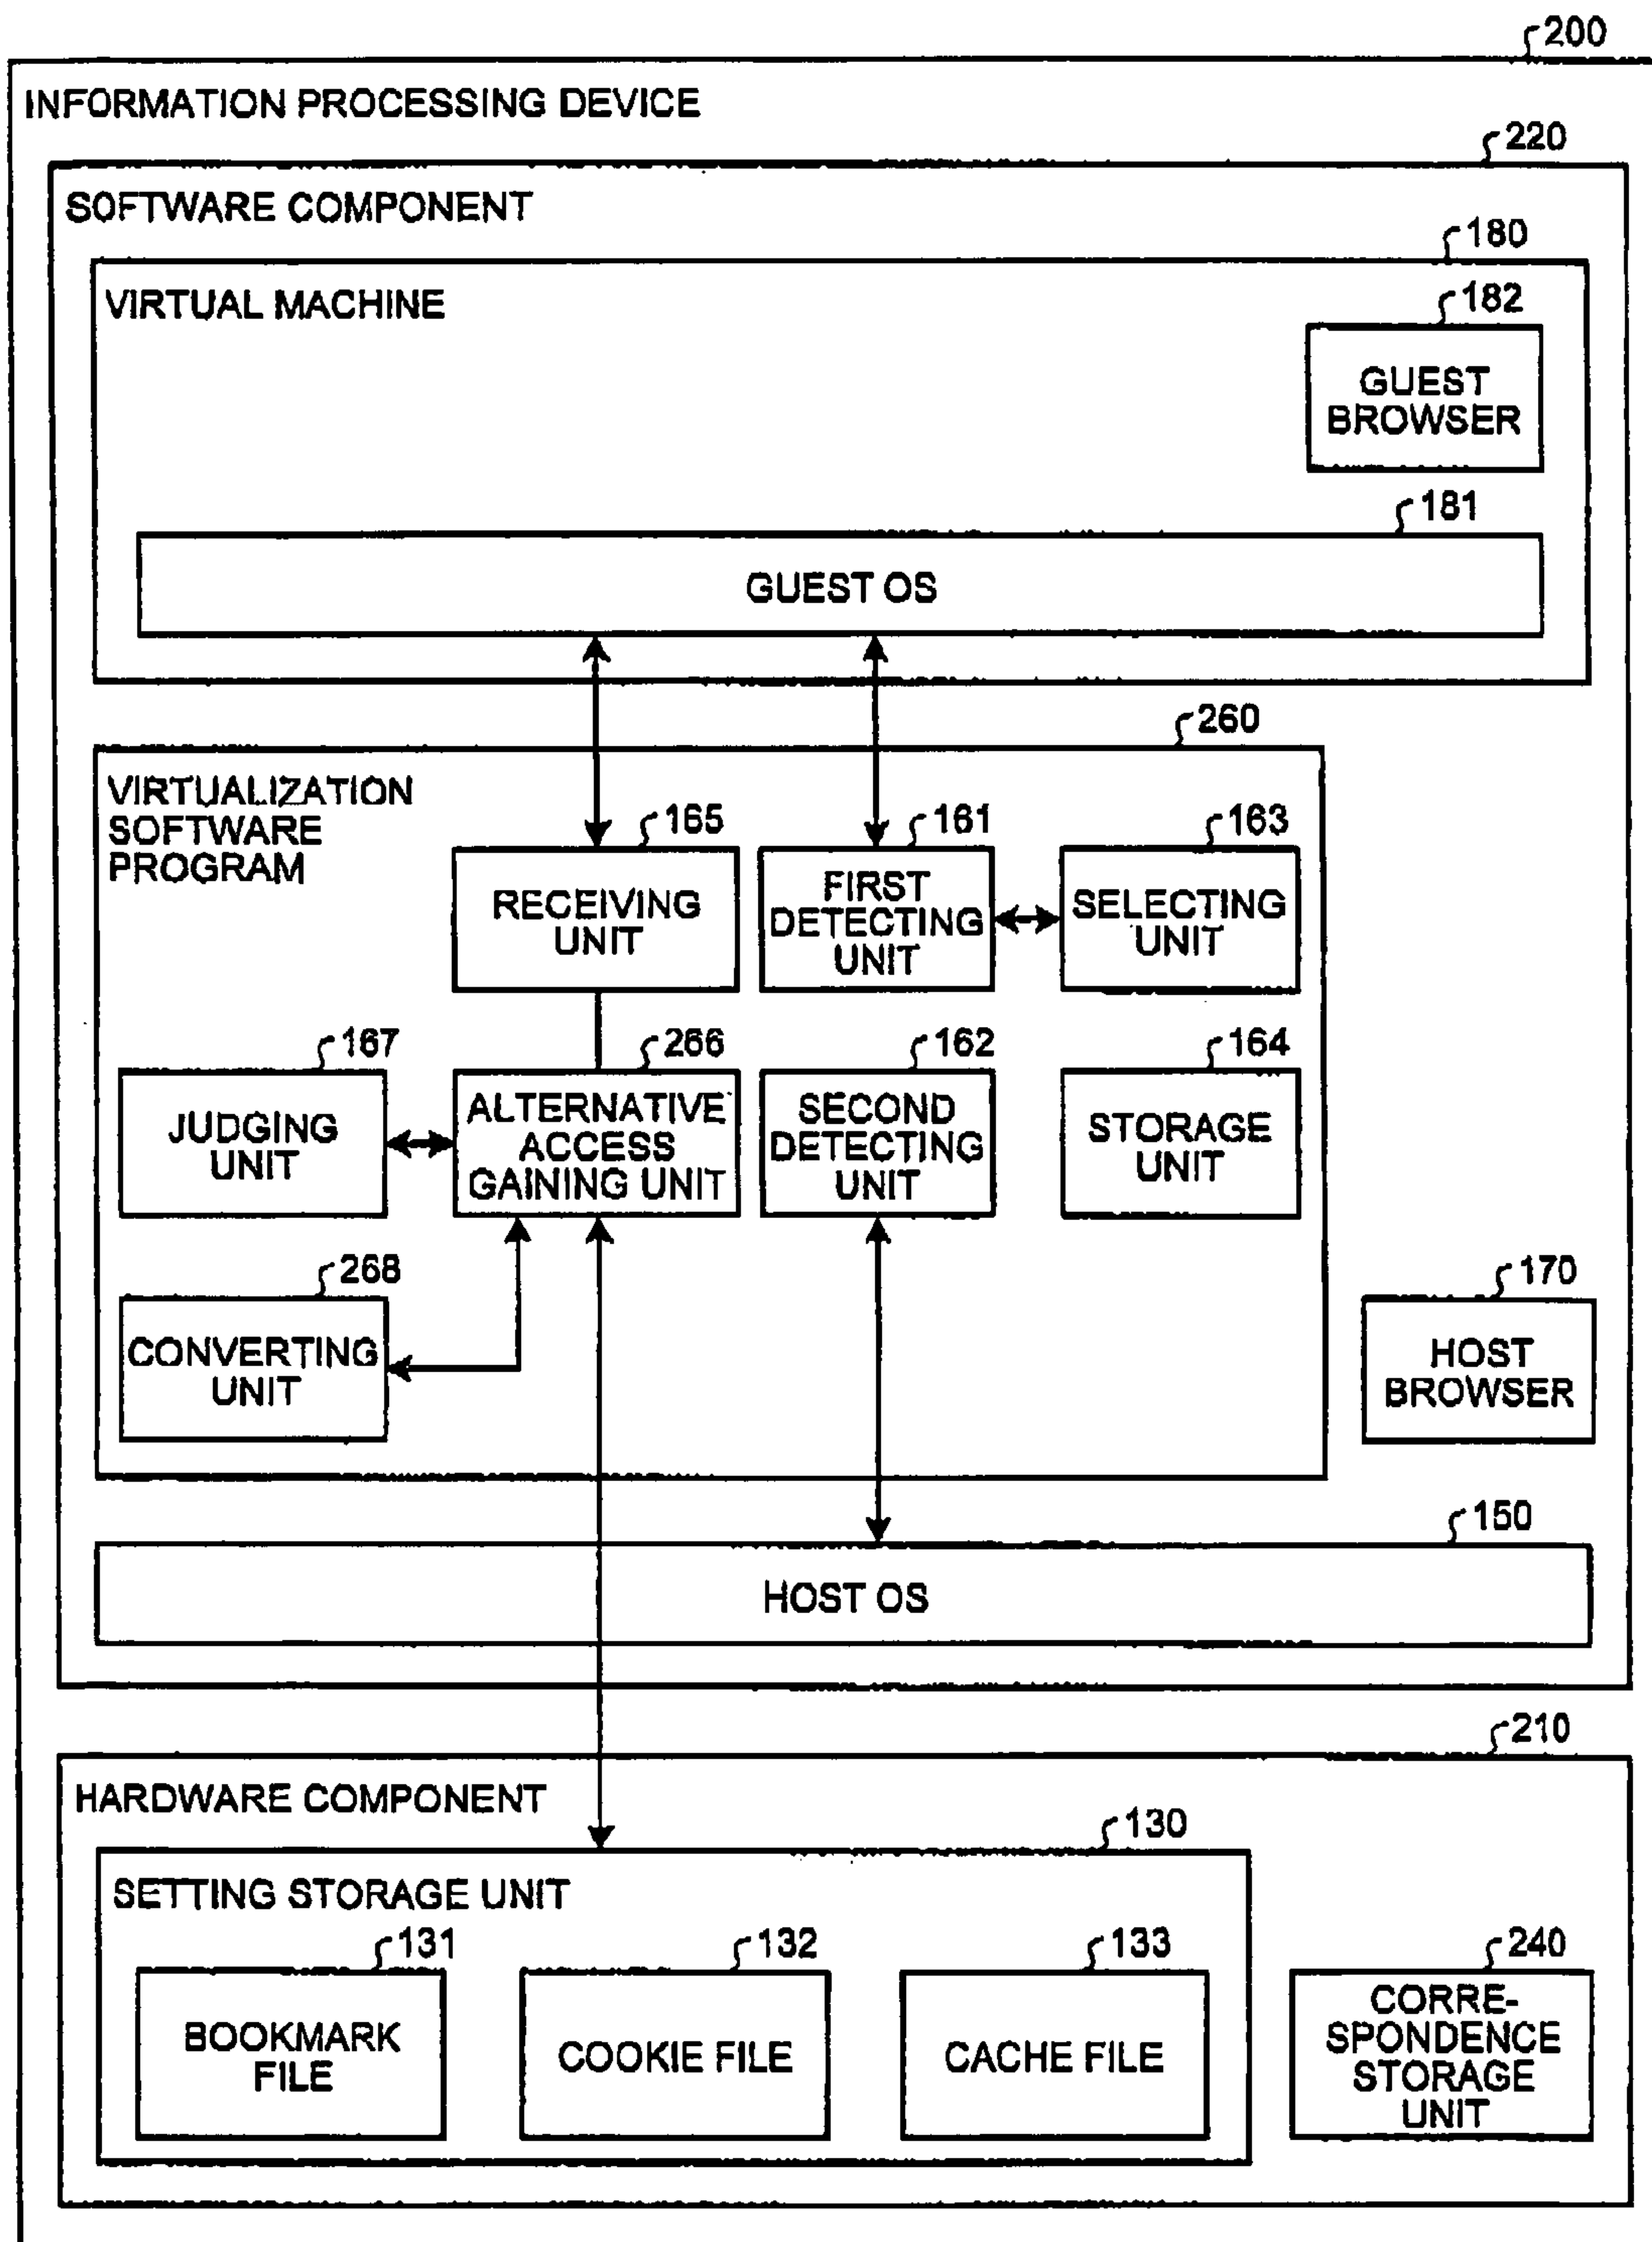 200
INFORMATION PROCESSING DEVICE
220
SOFTWARE COMPONENT
180
VIRTUAL MACHINE
182
GUEST
BROWSER
181
GUEST OS
260
VIRTUALIZATION
SOFTWARE
PROGRAM
165
RECEIVING
UNIT
161
FIRST
DETECTING
UNIT
163
SELECTING
UNIT
167
JUDGING
UNIT
266
ALTERNATIVE
ACCESS
GAINING UNIT
162
SECOND
DETECTING
UNIT
164
STORAGE
UNIT
268
CONVERTING
UNIT
170
HOST
BROWSER
150
HOST OS
210
HARDWARE COMPONENT
130
SETTING STORAGE UNIT
131
BOOKMARK
FILE
132
COOKIE FILE
133
CACHE FILE
240
CORRE-
SPONDENCE
STORAGE
UNIT